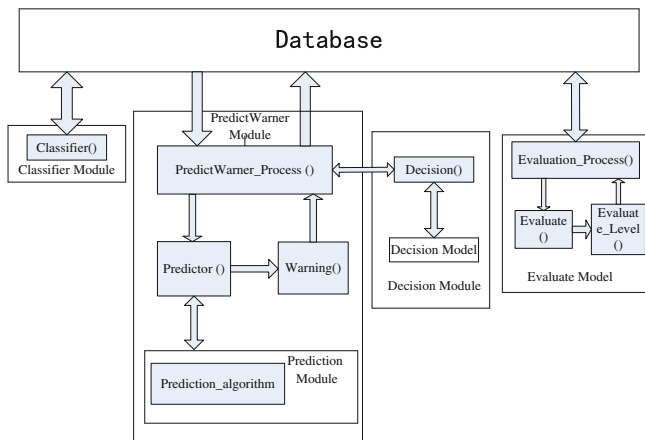 Database
PredictWarner
Module
Classifier()
Classifier Module
PredictWarner_Process ()
Decision()
Evaluation_Process()
Evaluate
()
Evaluat
e_Level
()
Predictor ()
Warning()
Decision Model
Decision Module
Evaluate Model
Prediction
Module
Prediction_algorithm